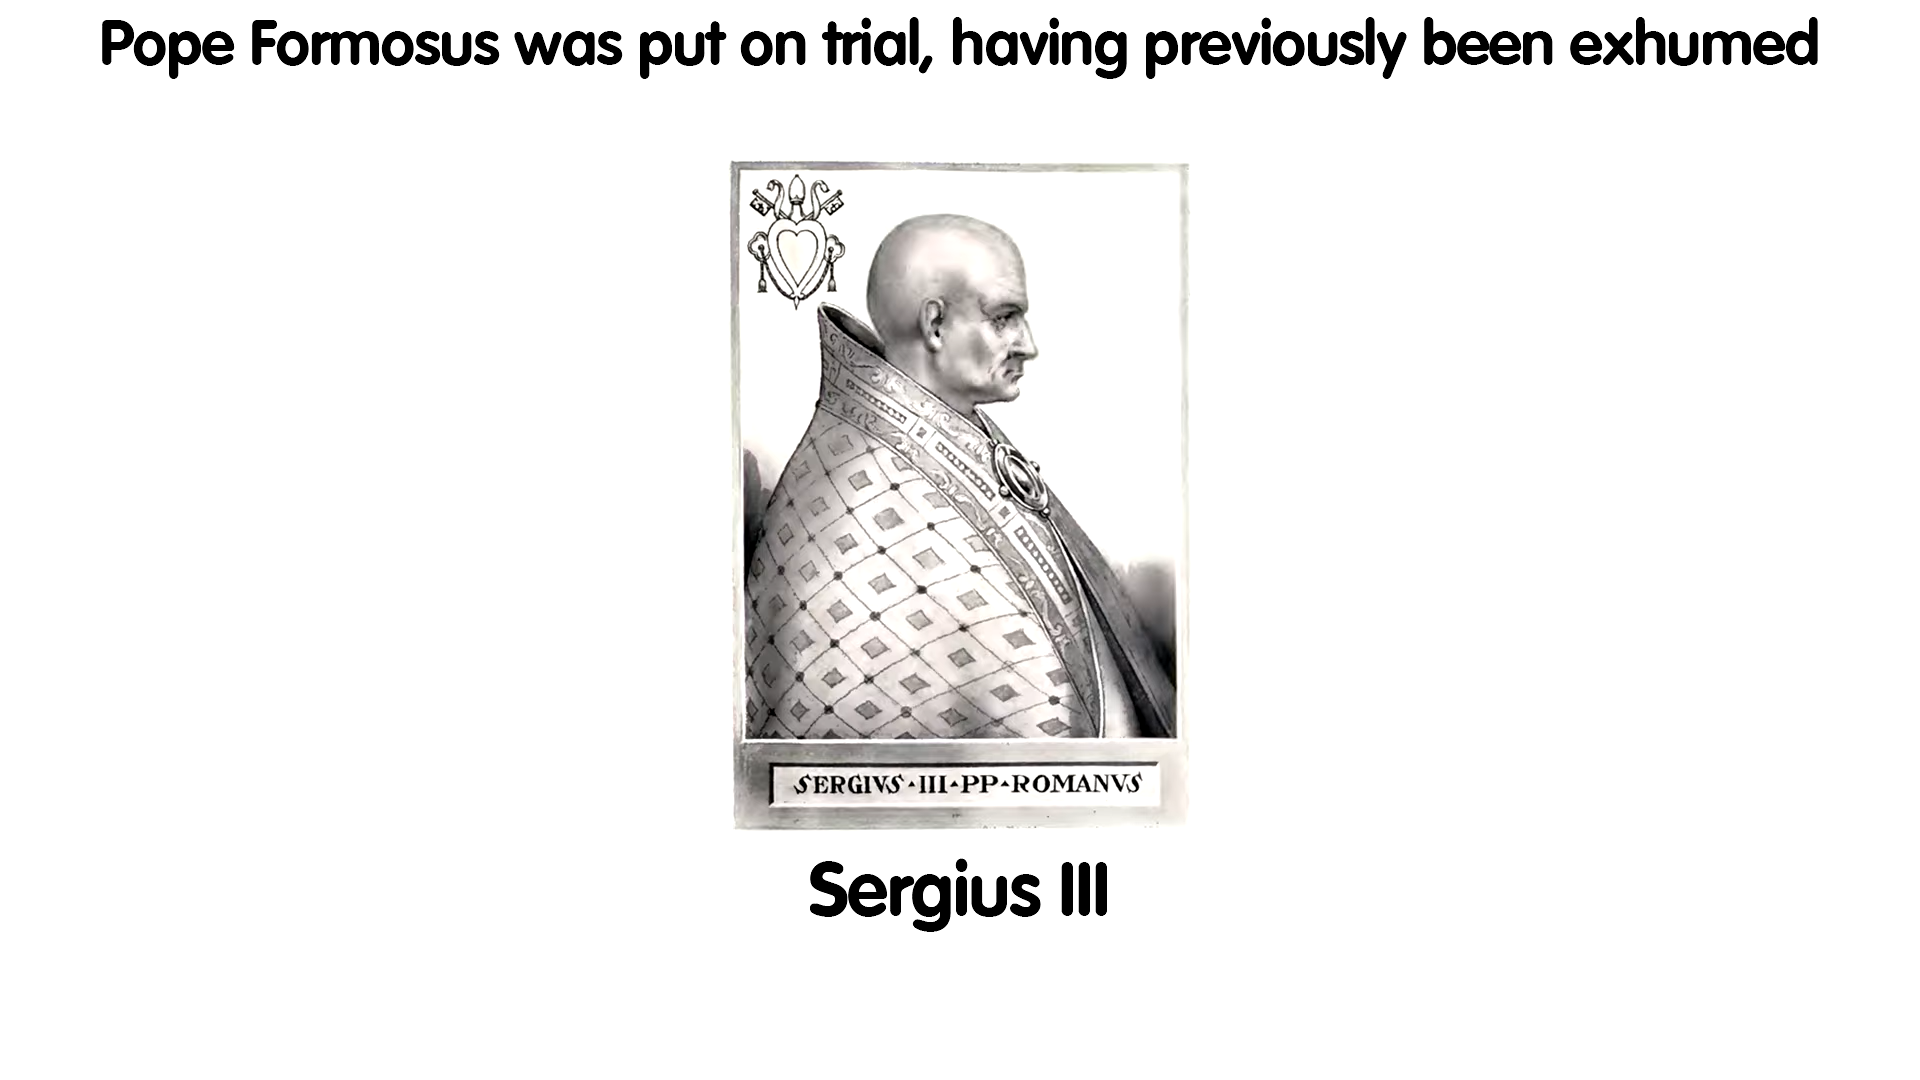 Pope Formosus was put on trial, having previously been exhumed
SERGIVS·III·PP·ROMANVS
Sergius III